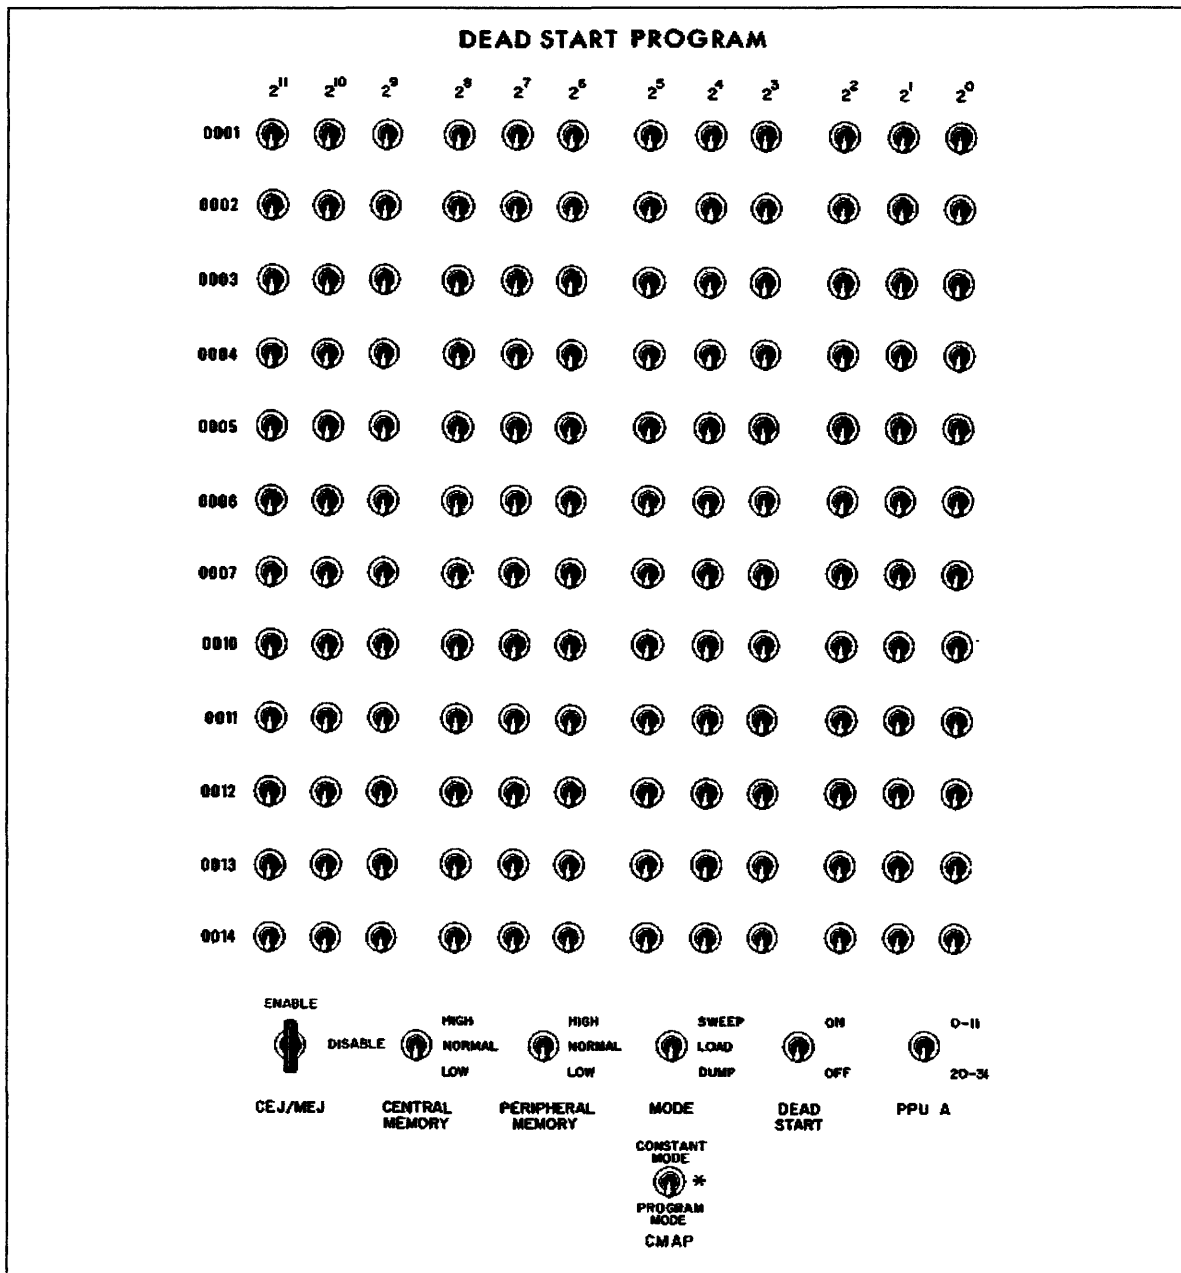 DEAD START PROGRAM
2¹¹ 2¹⁰ 2⁹ 2⁸ 2⁷ 2⁶ 2⁵ 2⁴ 2³ 2² 2¹ 2⁰
0001
0002
0003
0004
0005
0006
0007
0010
0011
0012
0013
0014
ENABLE
DISABLE
CEJ/MEJ
HIGH
NORMAL
LOW
CENTRAL
MEMORY
HIGH
NORMAL
LOW
PERIPHERAL
MEMORY
SWEEP
LOAD
DUMP
MODE
ON
OFF
DEAD
START
0-11
20-31
PPU A
CONSTANT
MODE
*
PROGRAM
MODE
CMAP